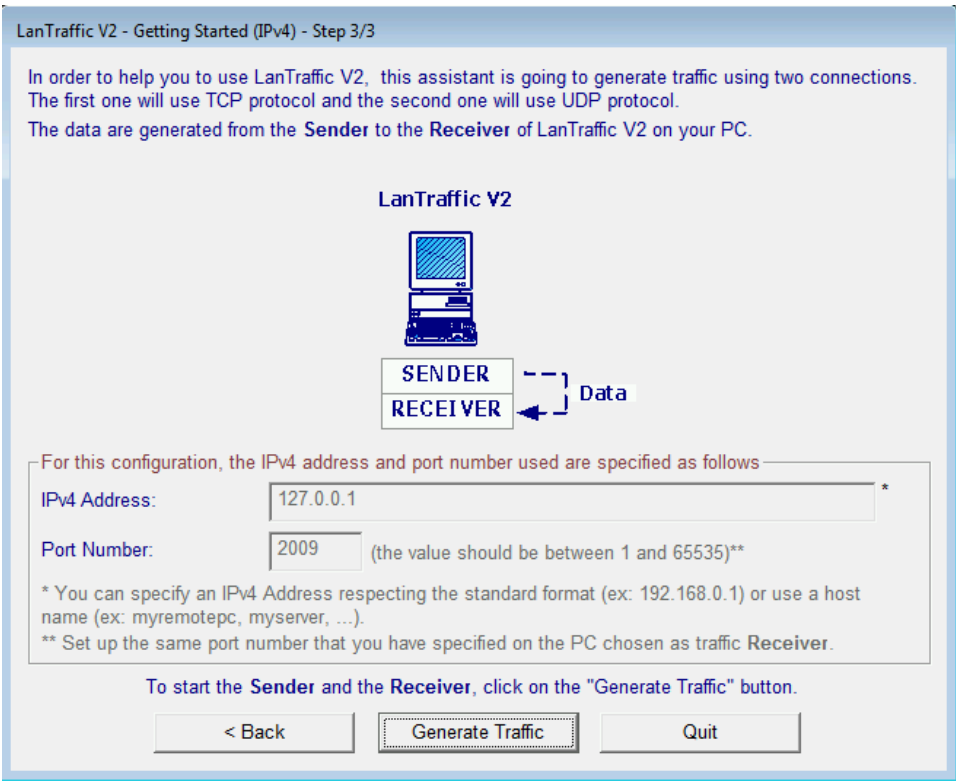 LanTraffic V2 - Getting Started (IPv4) - Step 3/3
In order to help you to use LanTraffic V2, this assistant is going to generate traffic using two connections.
The first one will use TCP protocol and the second one will use UDP protocol.
The data are generated from the Sender to the Receiver of LanTraffic V2 on your PC.
LanTraffic V2
SENDER
RECEIVER
Data
For this configuration, the IPv4 address and port number used are specified as follows
IPv4 Address: 127.0.0.1 *
Port Number: 2009 (the value should be between 1 and 65535)**
* You can specify an IPv4 Address respecting the standard format (ex: 192.168.0.1) or use a host
name (ex: myremotepc, myserver, ...).
** Set up the same port number that you have specified on the PC chosen as traffic Receiver.
To start the Sender and the Receiver, click on the "Generate Traffic" button.
< Back Generate Traffic Quit